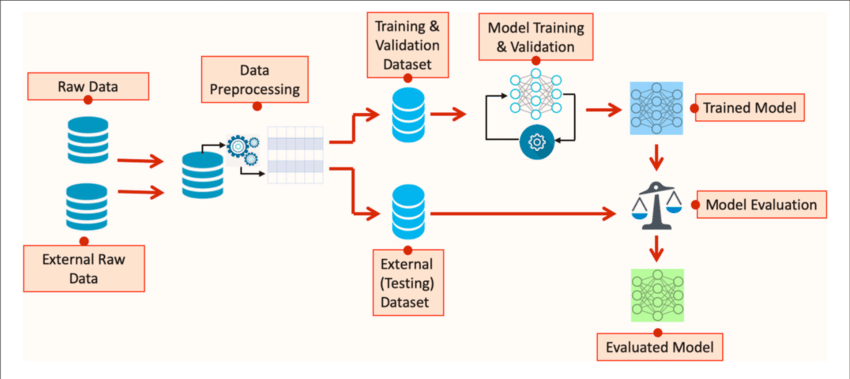 Raw Data
External Raw
Data
Data
Preprocessing
Training &
Validation
Dataset
External
(Testing)
Dataset
Model Training
& Validation
Trained Model
Model Evaluation
Evaluated Model